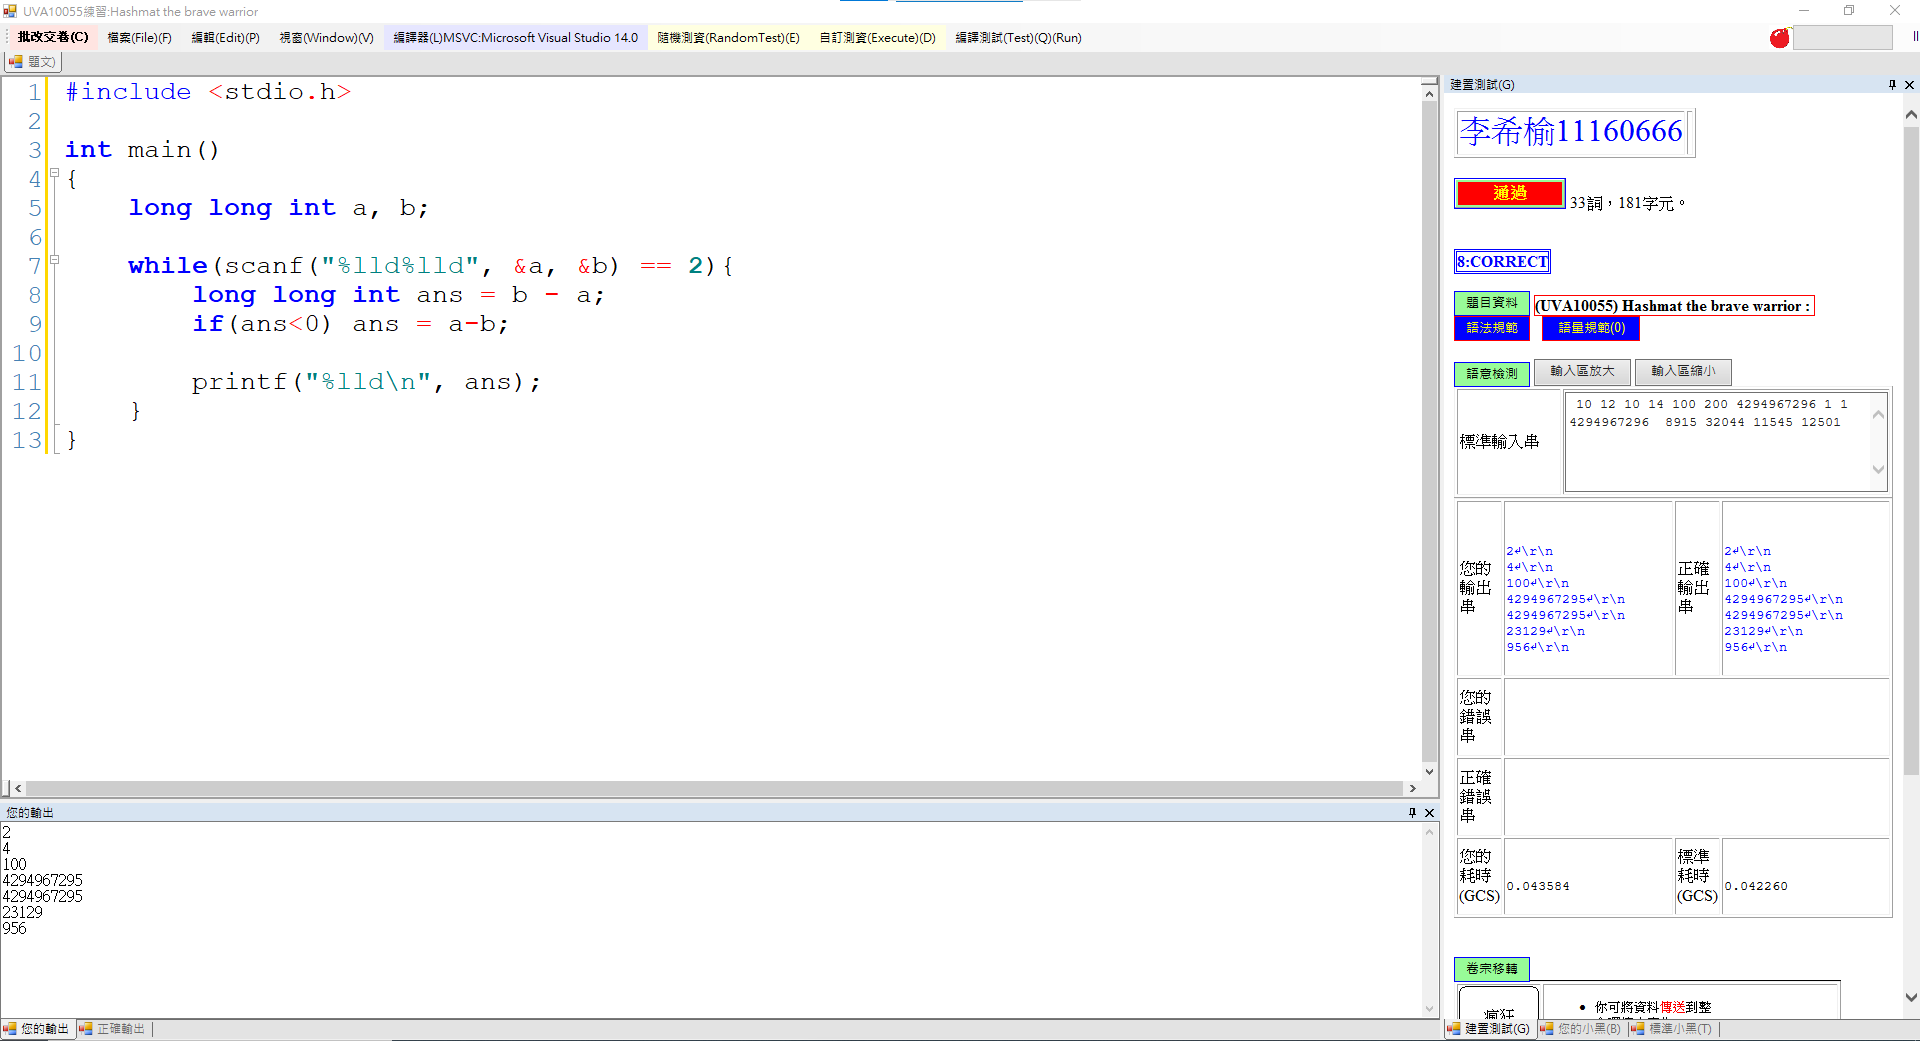 UVA10055練習:Hashmat the brave warrior
批改交卷(C) 檔案(File)(F) 編輯(Edit)(P) 視窗(Window)(V) 編譯器(L)MSVC:Microsoft Visual Studio 14.0 隨機測資(RandomTest)(E) 自訂測資(Execute)(D) 編譯測試(Test)(Q)(Run)
題文)
1 #include <stdio.h>
2
3 int main()
4 {
5 long long int a, b;
6
7 while(scanf("%lld%lld", &a, &b) == 2){
8 long long int ans = b - a;
9 if(ans<0) ans = a-b;
10
11 printf("%lld\n", ans);
12 }
13 }
您的輸出
2
4
100
4294967295
4294967295
23129
956
您的輸出 正確輸出
建置測試(G)
李希榆11160666
通過 33詞，181字元。
8:CORRECT
題目資料 (UVA10055) Hashmat the brave warrior :
語法規範 語量規範(0)
語意檢測 輸入區放大 輸入區縮小
標準輸入串
10 12 10 14 100 200 4294967296 1 1
4294967296 8915 32044 11545 12501
您的輸出串
2↲\r\n
4↲\r\n
100↲\r\n
4294967295↲\r\n
4294967295↲\r\n
23129↲\r\n
956↲\r\n
正確輸出串
2↲\r\n
4↲\r\n
100↲\r\n
4294967295↲\r\n
4294967295↲\r\n
23129↲\r\n
956↲\r\n
您的錯誤串
正確錯誤串
您的耗時(GCS) 0.043584 標準耗時(GCS) 0.042260
卷宗移轉
瘋狂
• 你可將資料傳送到整
建置測試(G) 您的小黑(B) 標準小黑(T)